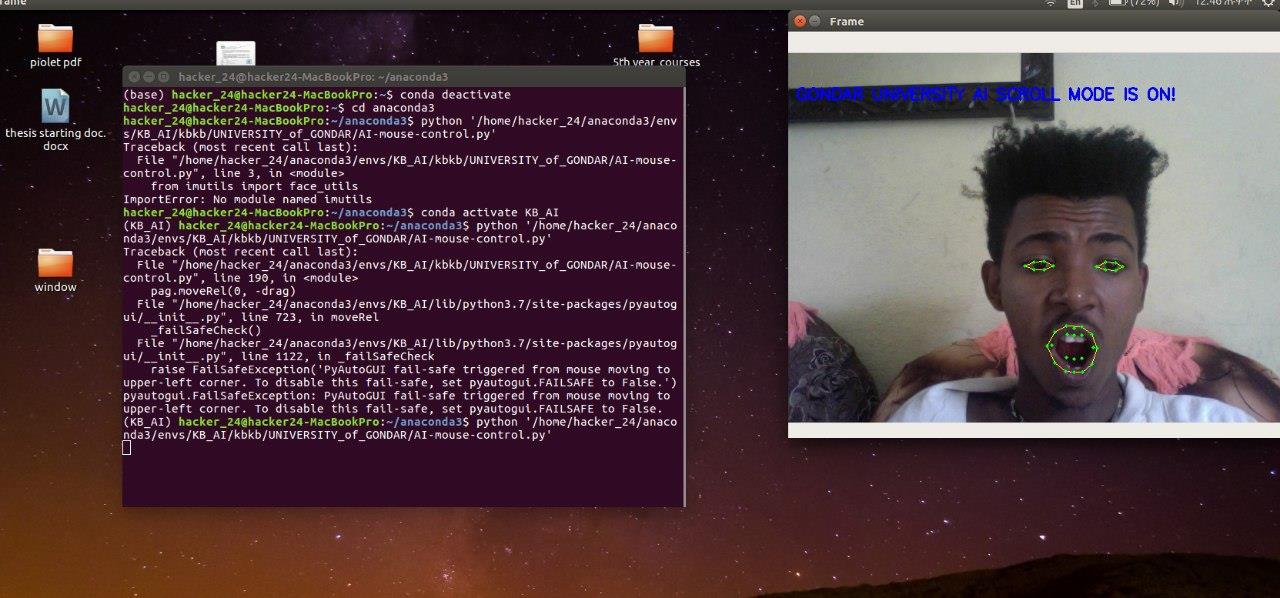 rame
En
(72%)
piolet pdf
5th year courses
thesis starting doc.
docx
window
hacker_24@hacker24-MacBookPro: ~/anaconda3
(base) hacker_24@hacker24-MacBookPro:~$ conda deactivate
hacker_24@hacker24-MacBookPro:~$ cd anaconda3
hacker_24@hacker24-MacBookPro:~/anaconda3$ python '/home/hacker_24/anaconda3/env
s/KB_AI/kbkb/UNIVERSITY_of_GONDAR/AI-mouse-control.py'
Traceback (most recent call last):
  File "/home/hacker_24/anaconda3/envs/KB_AI/kbkb/UNIVERSITY_of_GONDAR/AI-mouse-
control.py", line 3, in <module>
    from imutils import face_utils
ImportError: No module named imutils
hacker_24@hacker24-MacBookPro:~/anaconda3$ conda activate KB_AI
(KB_AI) hacker_24@hacker24-MacBookPro:~/anaconda3$ python '/home/hacker_24/anaco
nda3/envs/KB_AI/kbkb/UNIVERSITY_of_GONDAR/AI-mouse-control.py'
Traceback (most recent call last):
  File "/home/hacker_24/anaconda3/envs/KB_AI/kbkb/UNIVERSITY_of_GONDAR/AI-mouse-
control.py", line 190, in <module>
    pag.moveRel(0, -drag)
  File "/home/hacker_24/anaconda3/envs/KB_AI/lib/python3.7/site-packages/pyautog
ui/__init__.py", line 723, in moveRel
    _failSafeCheck()
  File "/home/hacker_24/anaconda3/envs/KB_AI/lib/python3.7/site-packages/pyautog
ui/__init__.py", line 1122, in _failSafeCheck
    raise FailSafeException('PyAutoGUI fail-safe triggered from mouse moving to 
upper-left corner. To disable this fail-safe, set pyautogui.FAILSAFE to False.')
pyautogui.FailSafeException: PyAutoGUI fail-safe triggered from mouse moving to 
upper-left corner. To disable this fail-safe, set pyautogui.FAILSAFE to False.
(KB_AI) hacker_24@hacker24-MacBookPro:~/anaconda3$ python '/home/hacker_24/anaco
nda3/envs/KB_AI/kbkb/UNIVERSITY_of_GONDAR/AI-mouse-control.py'
Frame
GONDAR UNIVERSITY AI SCROLL MODE IS ON!